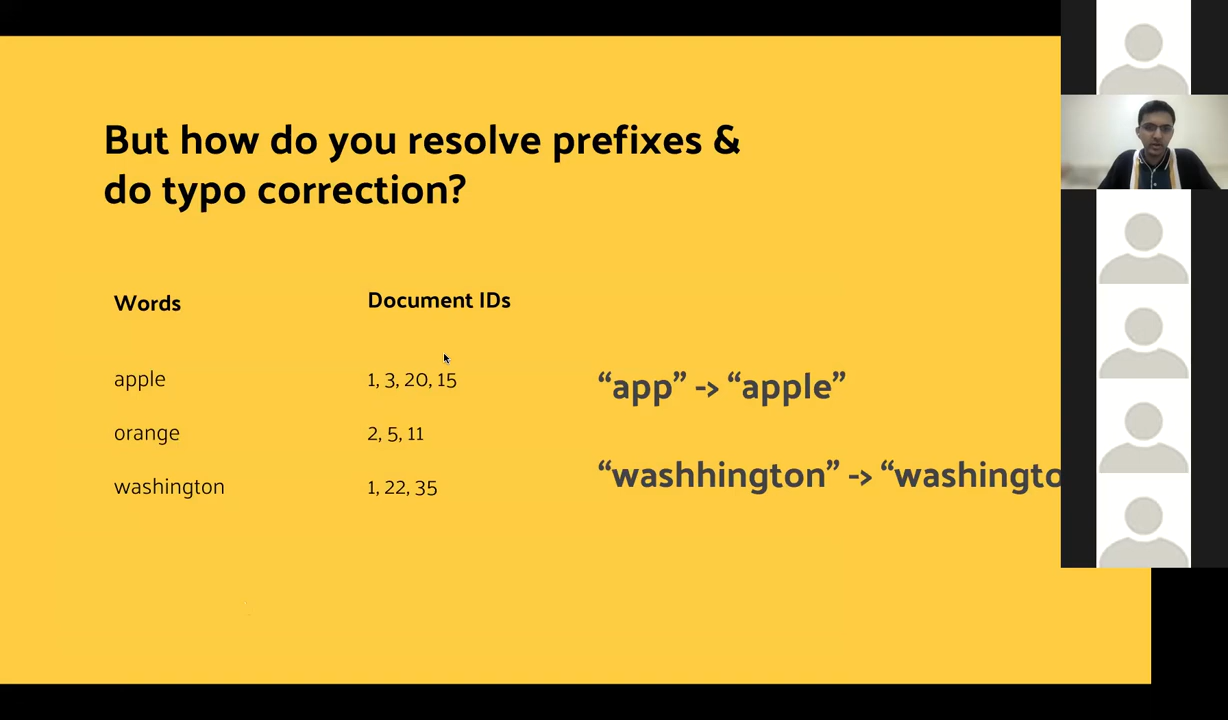 But how do you resolve prefixes &
do typo correction?
Words Document IDs
apple 1, 3, 20, 15
“app” -> “apple”
orange 2, 5, 11
“washhington” -> “washingto
washington 1, 22, 35